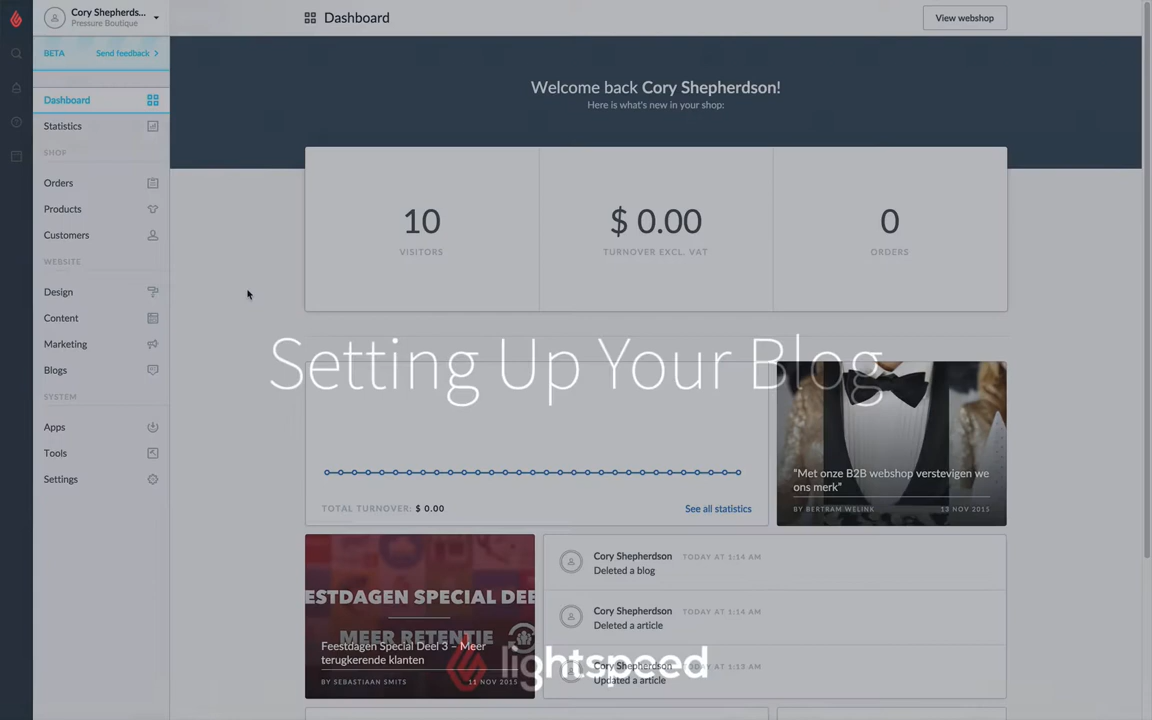 Cory Shepherds...
Pressure Boutique
Dashboard
View webshop
BETA
Send feedback
Welcome back Cory Shepherdson!
Here is what's new in your shop:
Dashboard
Statistics
SHOP
Orders
Products
Customers
WEBSITE
Design
Content
Marketing
Blogs
SYSTEM
Apps
Tools
Settings
10
VISITORS
$ 0.00
TURNOVER EXCL. VAT
0
ORDERS
Setting Up Your Blog
TOTAL TURNOVER: $ 0.00
See all statistics
"Met onze B2B webshop verstevigen we
ons merk"
BY BERTRAM WELINK
13 NOV 2015
ESTDAGEN SPECIAL DEE
MEER RETENTIE
Feestdagen Special Deel 3 – Meer
terugkerende klanten
BY SEBASTIAAN SMITS
11 NOV 2015
Cory Shepherdson TODAY AT 1:14 AM
Deleted a blog
Cory Shepherdson TODAY AT 1:14 AM
Deleted a article
Cory Shepherdson TODAY AT 1:13 AM
Updated a article
lightspeed